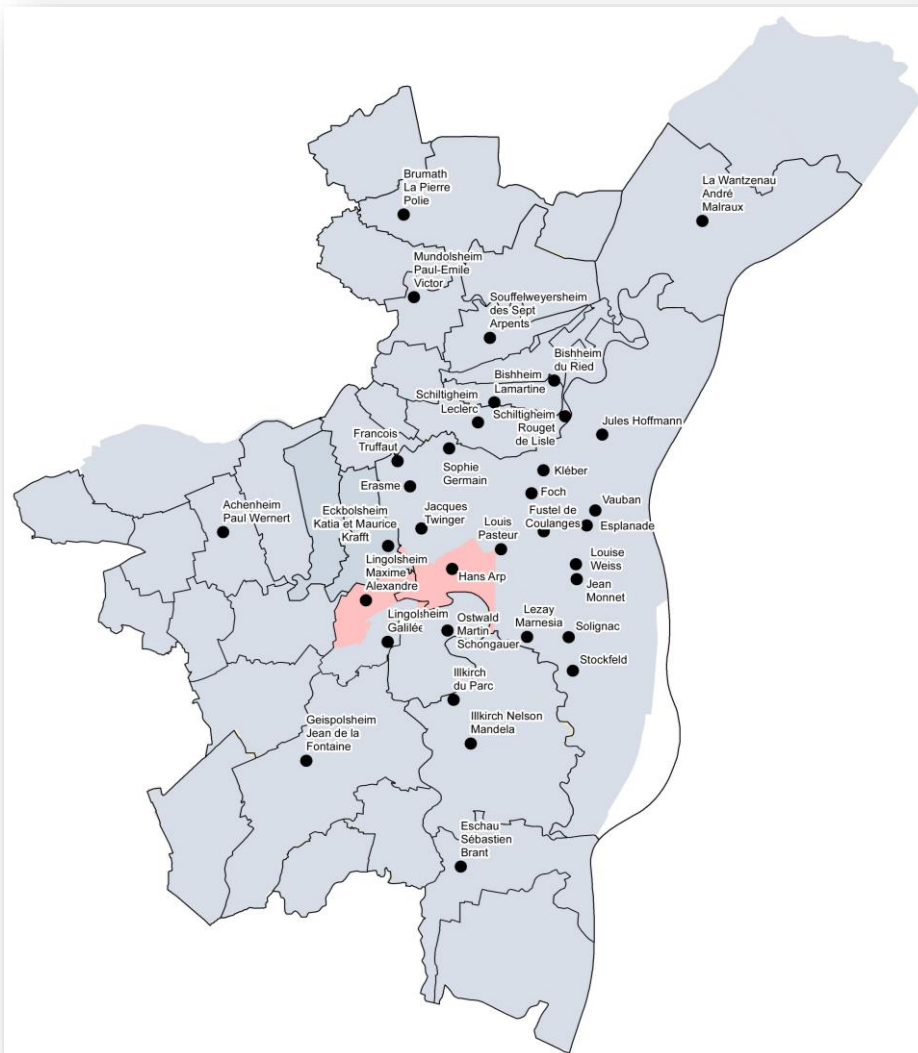 Brumath
La Pierre
Polie
La Wantzenau
André
Malraux
Mundolsheim
Paul-Emile
Victor
Souffelweyersheim
des Sept
Arpents
Bishheim
du Ried
Bishheim
Lamartine
Schiltigheim
Leclerc
Schiltigheim
Rouget
de Lisle
Jules Hoffmann
Francois
Truffaut
Sophie
Germain
Kléber
Erasme
Foch
Vauban
Achenheim
Paul Wernert
Eckbolsheim
Katia et Maurice
Krafft
Jacques
Twinger
Louis
Pasteur
Fustel de
Coulanges
Esplanade
Lingolsheim
Maxime
Alexandre
Hans Arp
Louise
Weiss
Jean
Monnet
Lingolsheim
Galilée
Ostwald
Martin
Schongauer
Lezay
Marnesia
Solignac
Stockfeld
Illkirch
du Parc
Geispolsheim
Jean de la
Fontaine
Illkirch Nelson
Mandela
Eschau
Sébastien
Brant